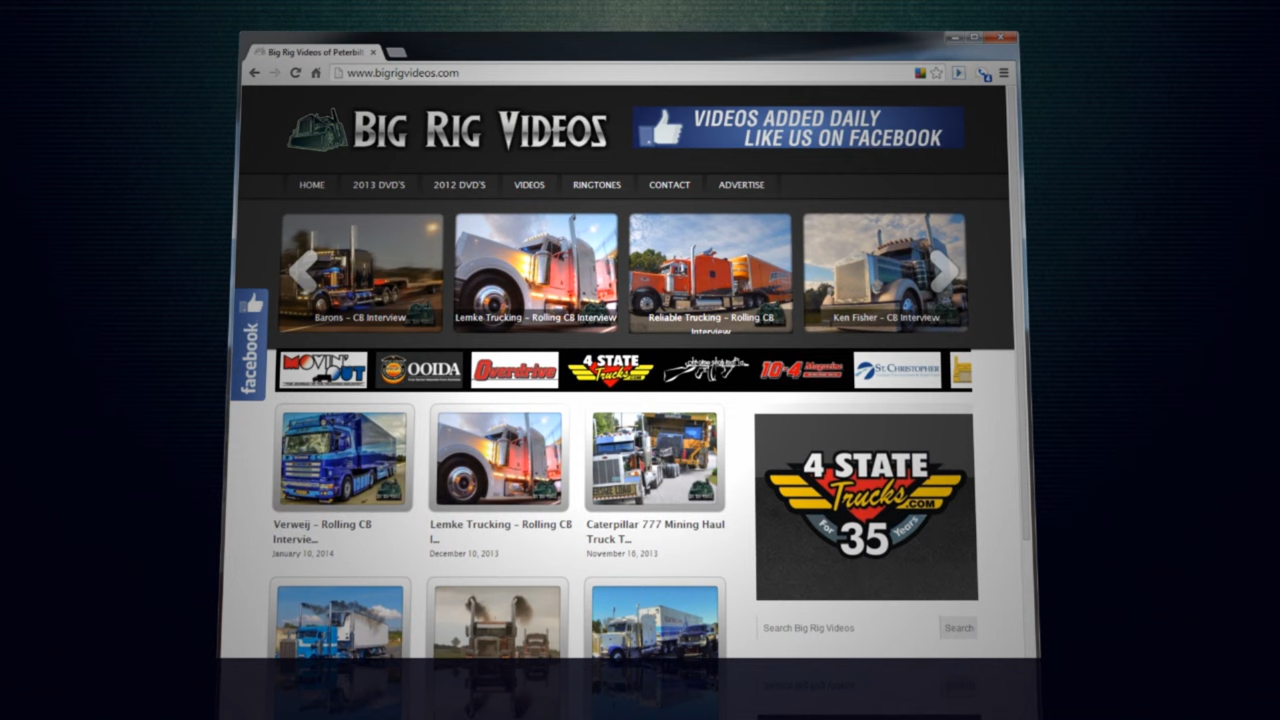 Big Rig Videos of Peterbilt
www.bigrigvideos.com
BIG RIG VIDEOS
VIDEOS ADDED DAILY
LIKE US ON FACEBOOK
HOME
2013 DVD'S
2012 DVD'S
VIDEOS
RINGTONES
CONTACT
ADVERTISE
Barons - CB Interview
Lemke Trucking - Rolling CB Interview
Reliable Trucking - Rolling CB
Interview
Ken Fisher - CB Interview
facebook
MOVIN' OUT
OOIDA
Overdrive
4 STATE
Trucks.COM
10-4 Magazine
ST. CHRISTOPHER
Verweij - Rolling CB
Intervie...
January 10, 2014
Lemke Trucking - Rolling CB
I...
December 10, 2013
Caterpillar 777 Mining Haul
Truck T...
November 16, 2013
4 STATE
Trucks.COM
For 35 Years
Search Big Rig Videos
Search